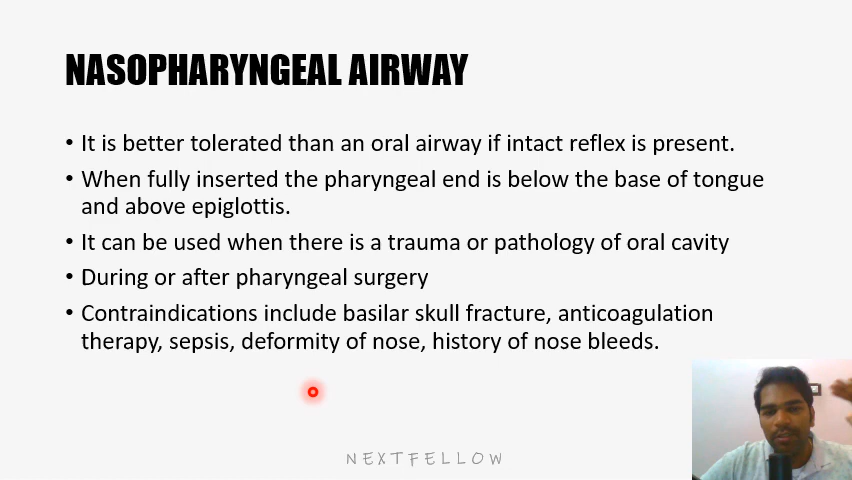 NASOPHARYNGEAL AIRWAY
• It is better tolerated than an oral airway if intact reflex is present.
• When fully inserted the pharyngeal end is below the base of tongue
and above epiglottis.
• It can be used when there is a trauma or pathology of oral cavity
• During or after pharyngeal surgery
• Contraindications include basilar skull fracture, anticoagulation
therapy, sepsis, deformity of nose, history of nose bleeds.
NEXTFELLOW